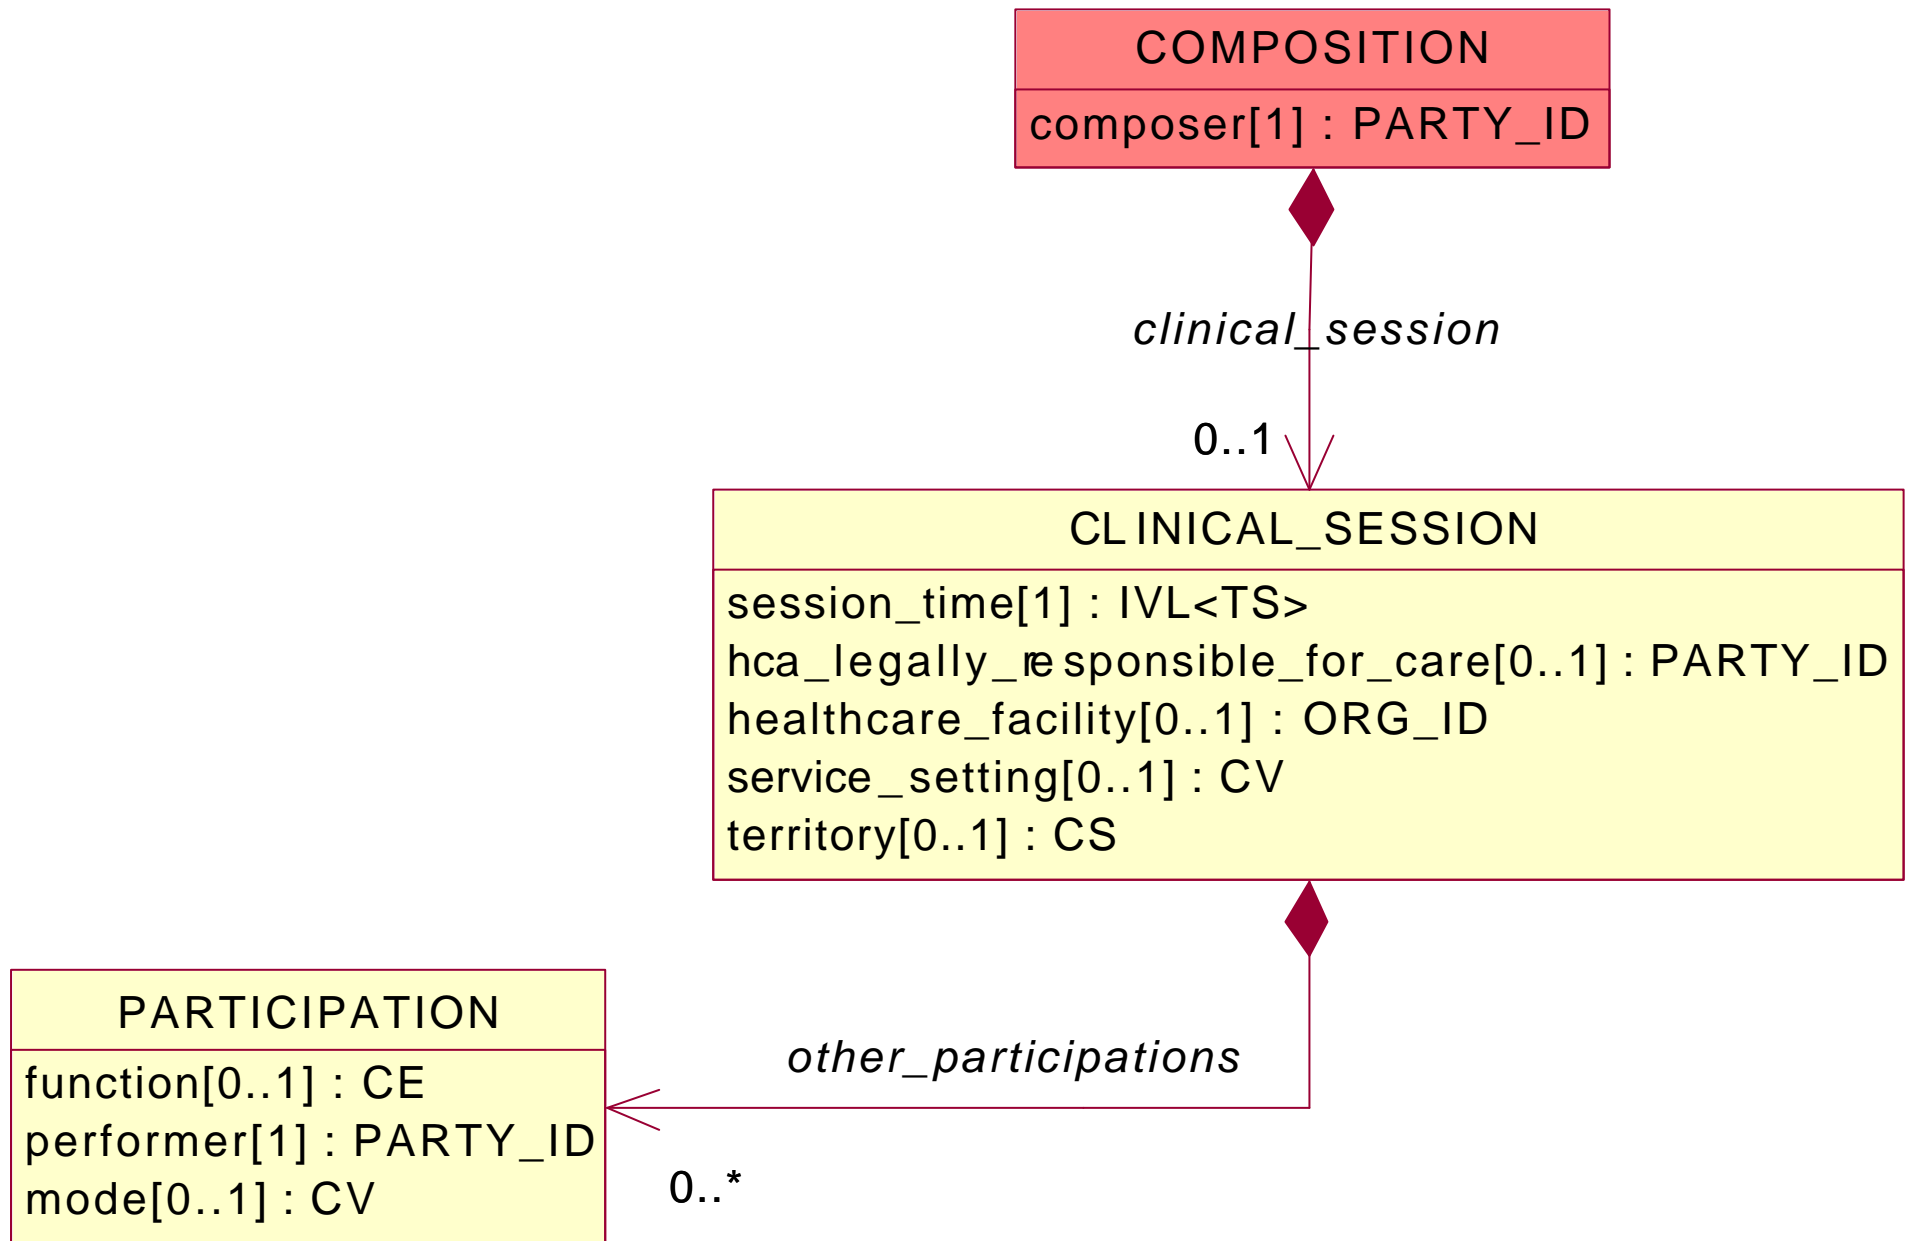 COMPOSITION
composer[1] : PARTY_ID
clinical_session
0..1
CLINICAL_SESSION
session_time[1] : IVL<TS>
hca_legally_responsible_for_care[0..1] : PARTY_ID
healthcare_facility[0..1] : ORG_ID
service_setting[0..1] : CV
territory[0..1] : CS
PARTICIPATION
function[0..1] : CE
performer[1] : PARTY_ID
mode[0..1] : CV
other_participations
0..*